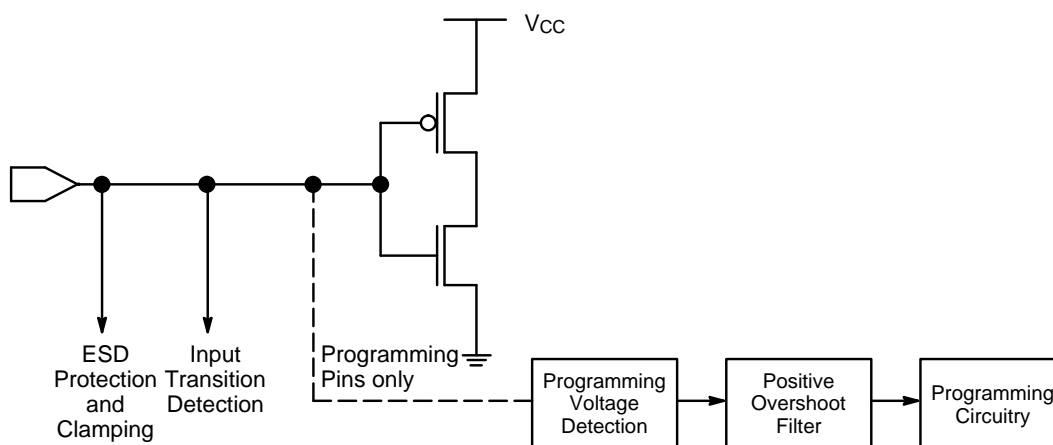 VCC
ESD
Protection
and
Clamping
Input
Transition
Detection
Programming
Pins only
Programming
Voltage
Detection
Positive
Overshoot
Filter
Programming
Circuitry